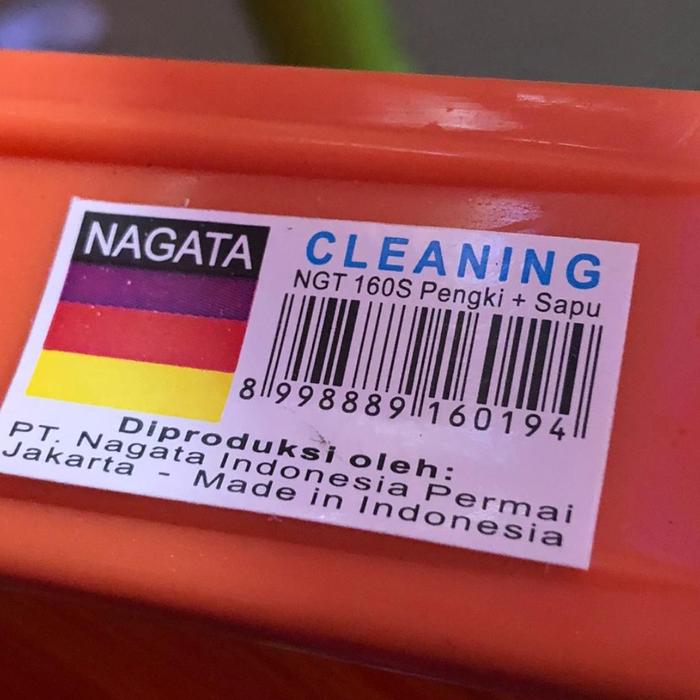 NAGATA
CLEANING
NGT 160S Pengki + Sapu
8 998889 160194
Diproduksi oleh:
PT. Nagata Indonesia Permai
Jakarta - Made in Indonesia